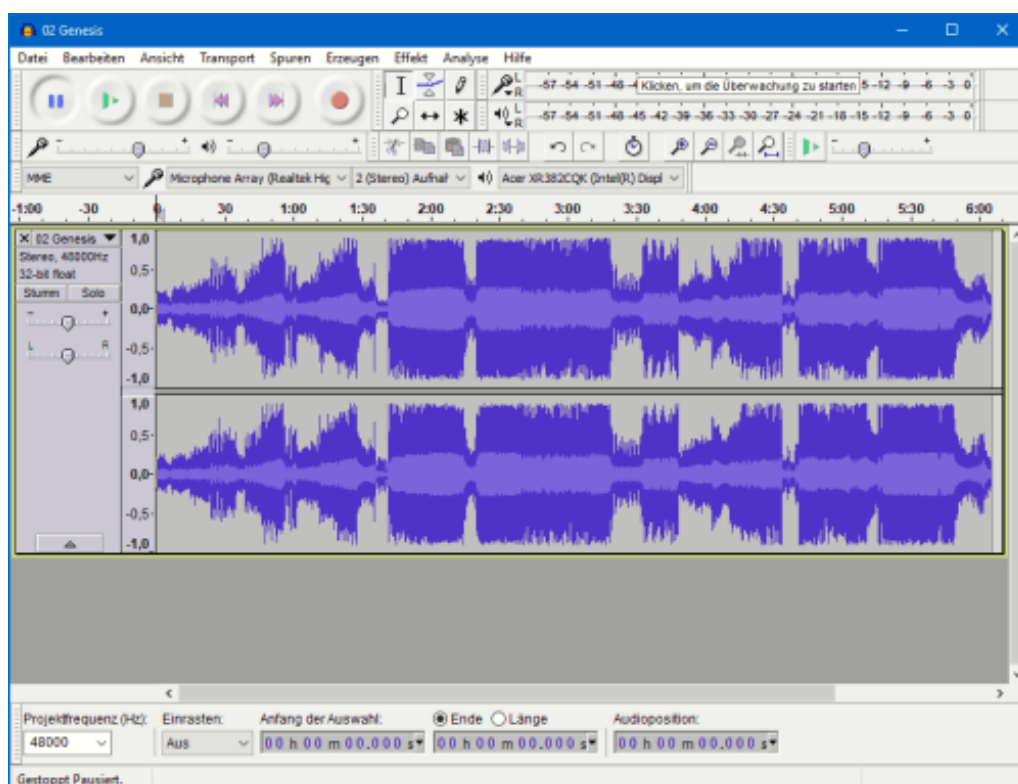 02 Genesis
Datei Bearbeiten Ansicht Transport Spuren Erzeugen Effekt Analyse Hilfe
L R -57 -54 -51 -48 -4 Klicken, um die Überwachung zu starten 5 -12 -9 -6 -3 0
L R -57 -54 -51 -48 -45 -42 -39 -36 -33 -30 -27 -24 -21 -18 -15 -12 -9 -6 -3 0
- + - + - +
MME Microphone Array (Realtek Hig 2 (Stereo) Aufnah Acer XR382CQK (Intel(R) Displ
-1:00 -30 0 30 1:00 1:30 2:00 2:30 3:00 3:30 4:00 4:30 5:00 5:30 6:00
X 02 Genesis 1,0
Stereo, 48000Hz
32-bit float 0,5
Stumm Solo
- + 0,0
L R -0,5
-1,0
1,0
0,5
0,0
-0,5
-1,0
Projektfrequenz (Hz): Einrasten: Anfang der Auswahl: Ende Länge Audioposition:
48000 Aus 00 h 00 m 00.000 s 00 h 00 m 00.000 s 00 h 00 m 00.000 s
Gestoppt Pausiert.